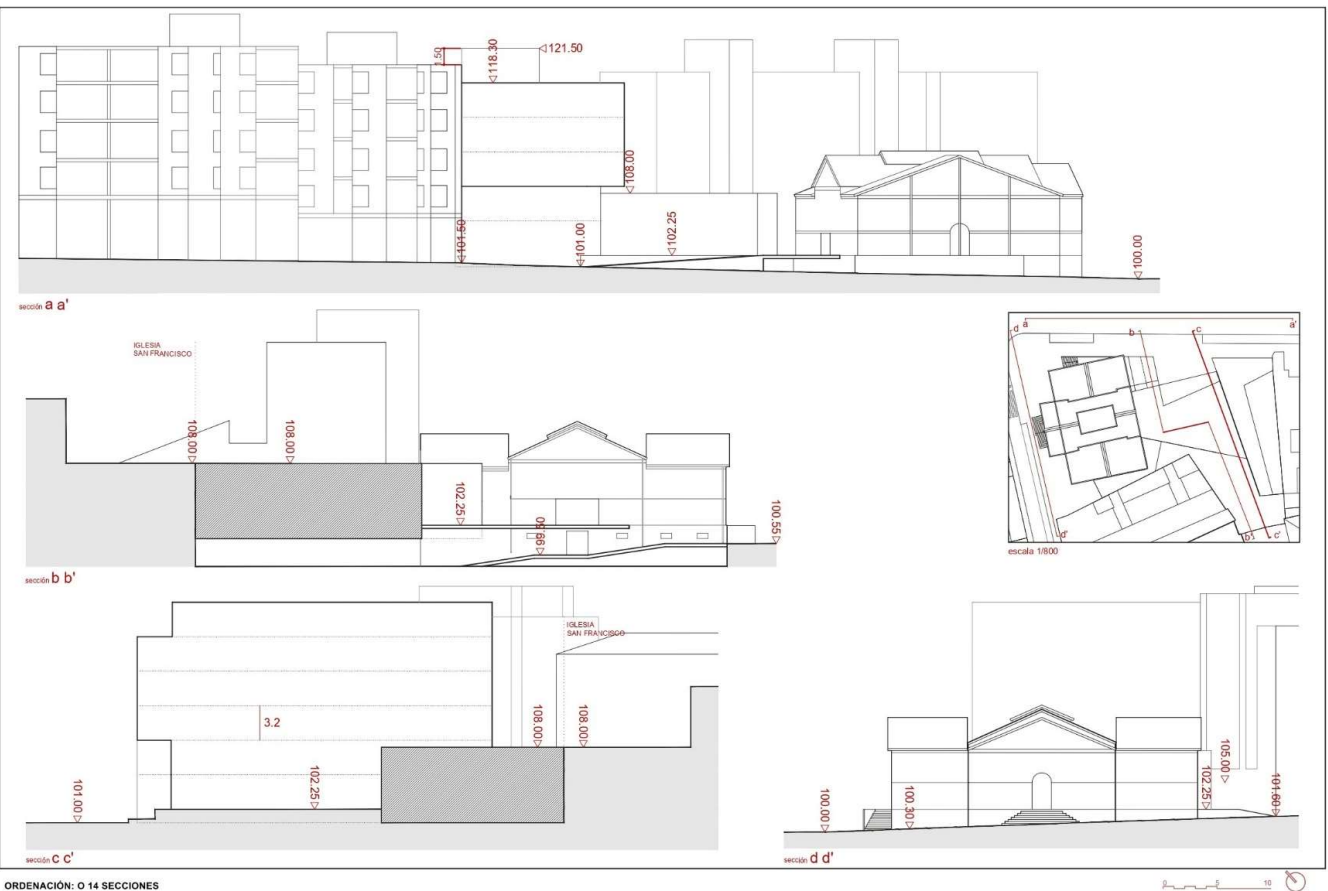 1.50
118.30
121.50
108.00
101.50
101.00
102.25
100.00
sección a a'
IGLESIA
SAN FRANCISCO
108.00
108.00
102.25
99.50
100.55
sección b b'
d
a
b
c
a'
d'
b'
c'
escala 1/800
IGLESIA
SAN FRANCISCO
3.2
108.00
108.00
101.00
102.25
sección c c'
100.00
100.30
105.00
102.25
101.60
sección d d'
ORDENACIÓN: O 14 SECCIONES
0 5 10